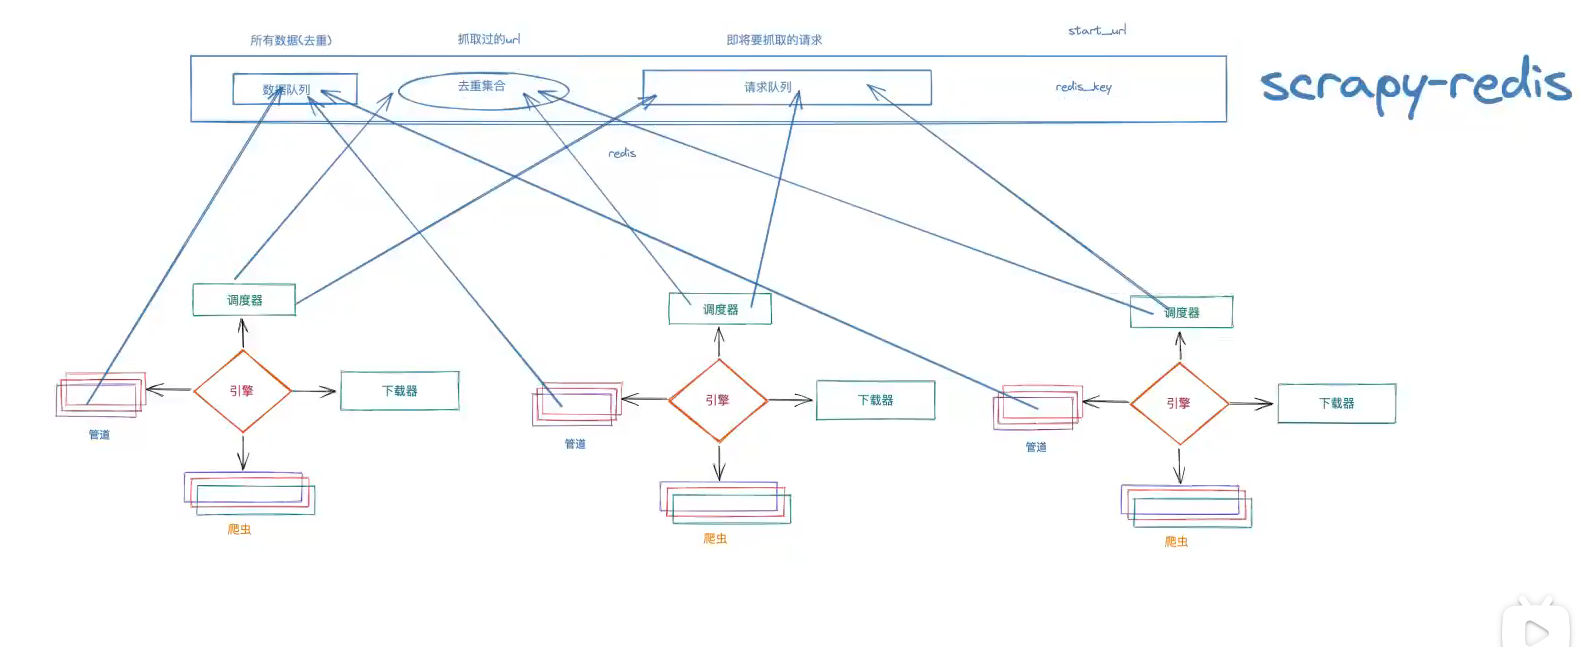 所有数据(去重)
抓取过的url
即将要抓取的请求
start_url
scrapy-redis
数据队列
去重集合
请求队列
redis_key
redis
调度器
调度器
调度器
引擎
下载器
引擎
下载器
引擎
下载器
管道
管道
管道
爬虫
爬虫
爬虫